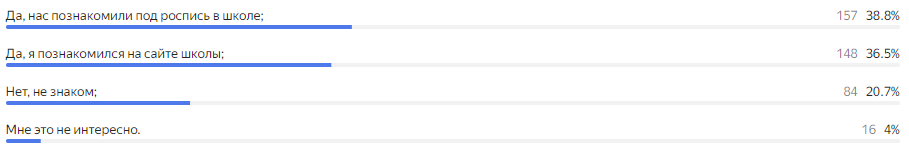 Да, нас познакомили под роспись в школе; 157 38.8%
Да, я познакомился на сайте школы; 148 36.5%
Нет, не знаком; 84 20.7%
Мне это не интересно. 16 4%